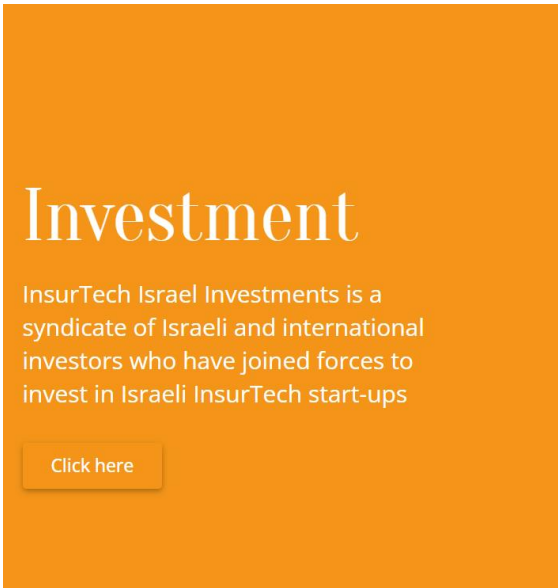 Investment
InsurTech Israel Investments is a
syndicate of Israeli and international
investors who have joined forces to
invest in Israeli InsurTech start-ups
Click here